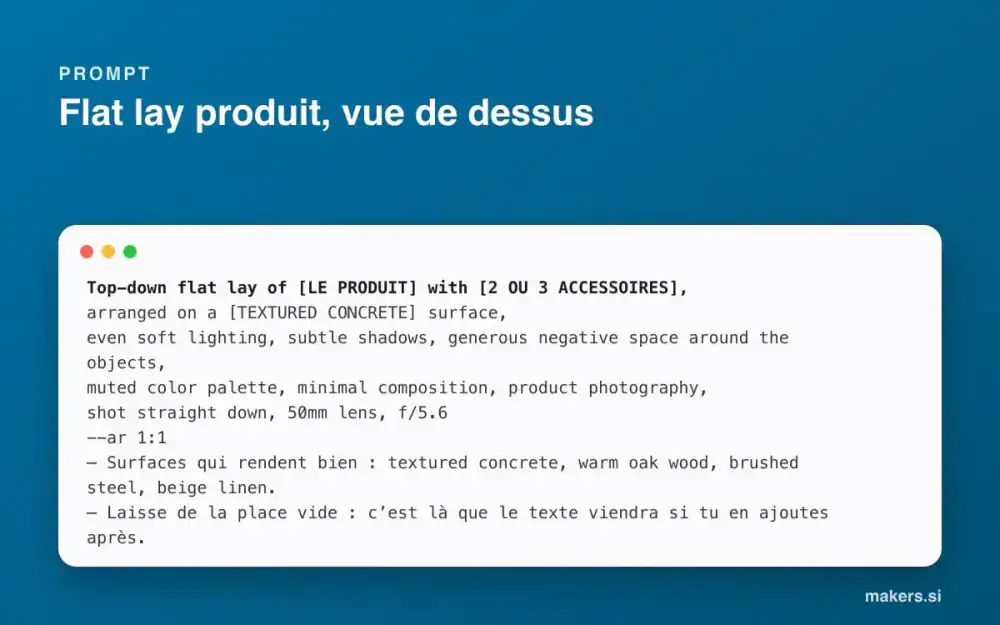 PROMPT
Flat lay produit, vue de dessus
Top-down flat lay of [LE PRODUIT] with [2 OU 3 ACCESSOIRES],
arranged on a [TEXTURED CONCRETE] surface,
even soft lighting, subtle shadows, generous negative space around the
objects,
muted color palette, minimal composition, product photography,
shot straight down, 50mm lens, f/5.6
--ar 1:1
— Surfaces qui rendent bien : textured concrete, warm oak wood, brushed
steel, beige linen.
— Laisse de la place vide : c’est là que le texte viendra si tu en ajoutes
après.
makers.si